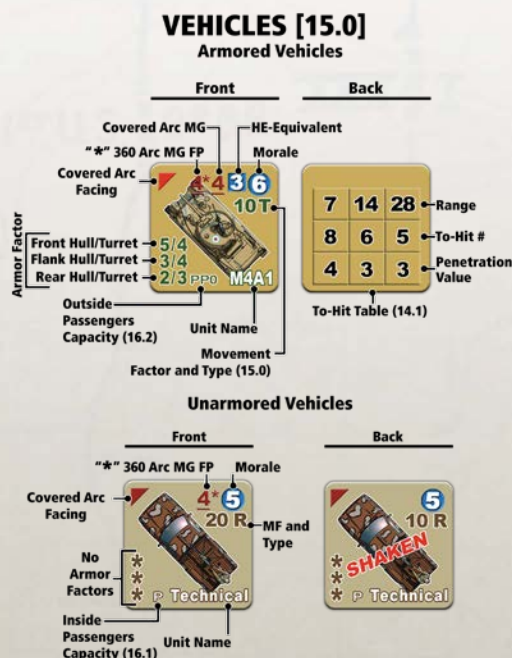 VEHICLES [15.0]
Armored Vehicles
Front
Back
Covered Arc MG
HE-Equivalent
"*" 360 Arc MG FP
Morale
Covered Arc
Facing
4*4 3 6
10T
Armor Factor
Front Hull/Turret
5/4
Flank Hull/Turret
3/4
Rear Hull/Turret
2/3 PP0 M4A1
7 14 28
Range
8 6 5
To-Hit #
4 3 3
Penetration
Value
To-Hit Table (14.1)
Outside
Passengers
Capacity (16.2)
Unit Name
Movement
Factor and Type (15.0)
Unarmored Vehicles
Front
Back
"*" 360 Arc MG FP
Morale
Covered Arc
Facing
4* 5
20 R
MF and
Type
No
Armor
Factors
*
*
* P Technical
Inside
Passengers
Capacity (16.1)
Unit Name
5
10 R
SHAKEN
*
*
* P Technical